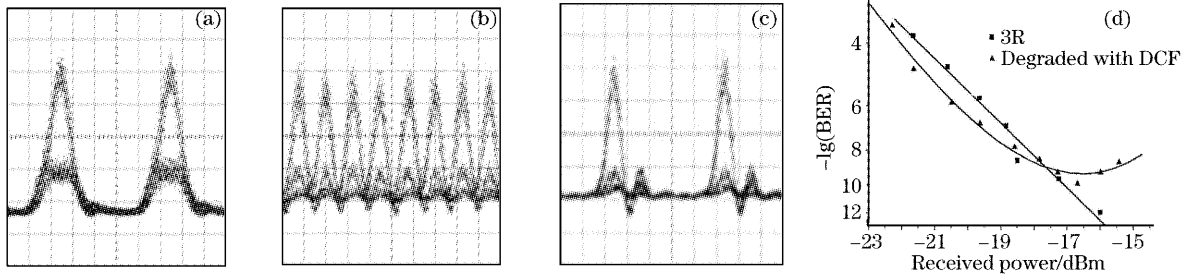 (a)
(b)
(c)
(d)
3R
Degraded with DCF
4
6
8
10
12
-lg(BER)
-23
-21
-19
-17
-15
Received power/dBm